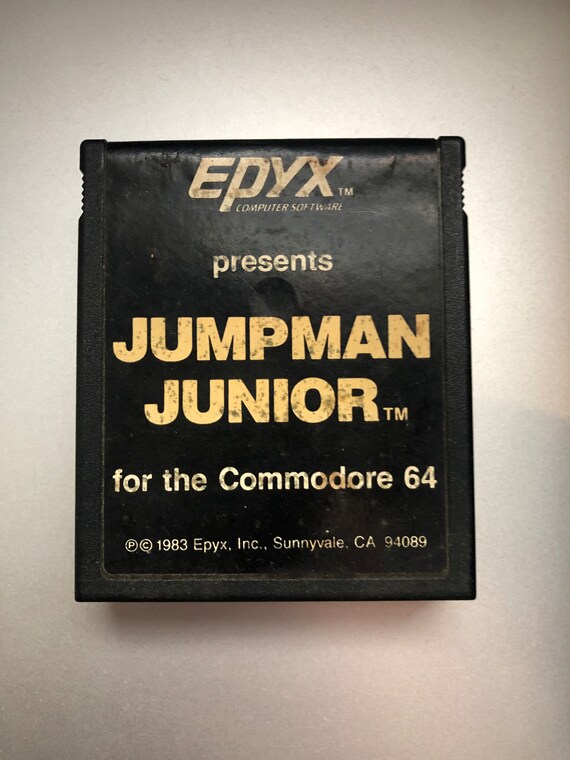 EPYX™
COMPUTER SOFTWARE
presents
JUMPMAN
JUNIOR™
for the Commodore 64
℗© 1983 Epyx, Inc., Sunnyvale, CA 94089